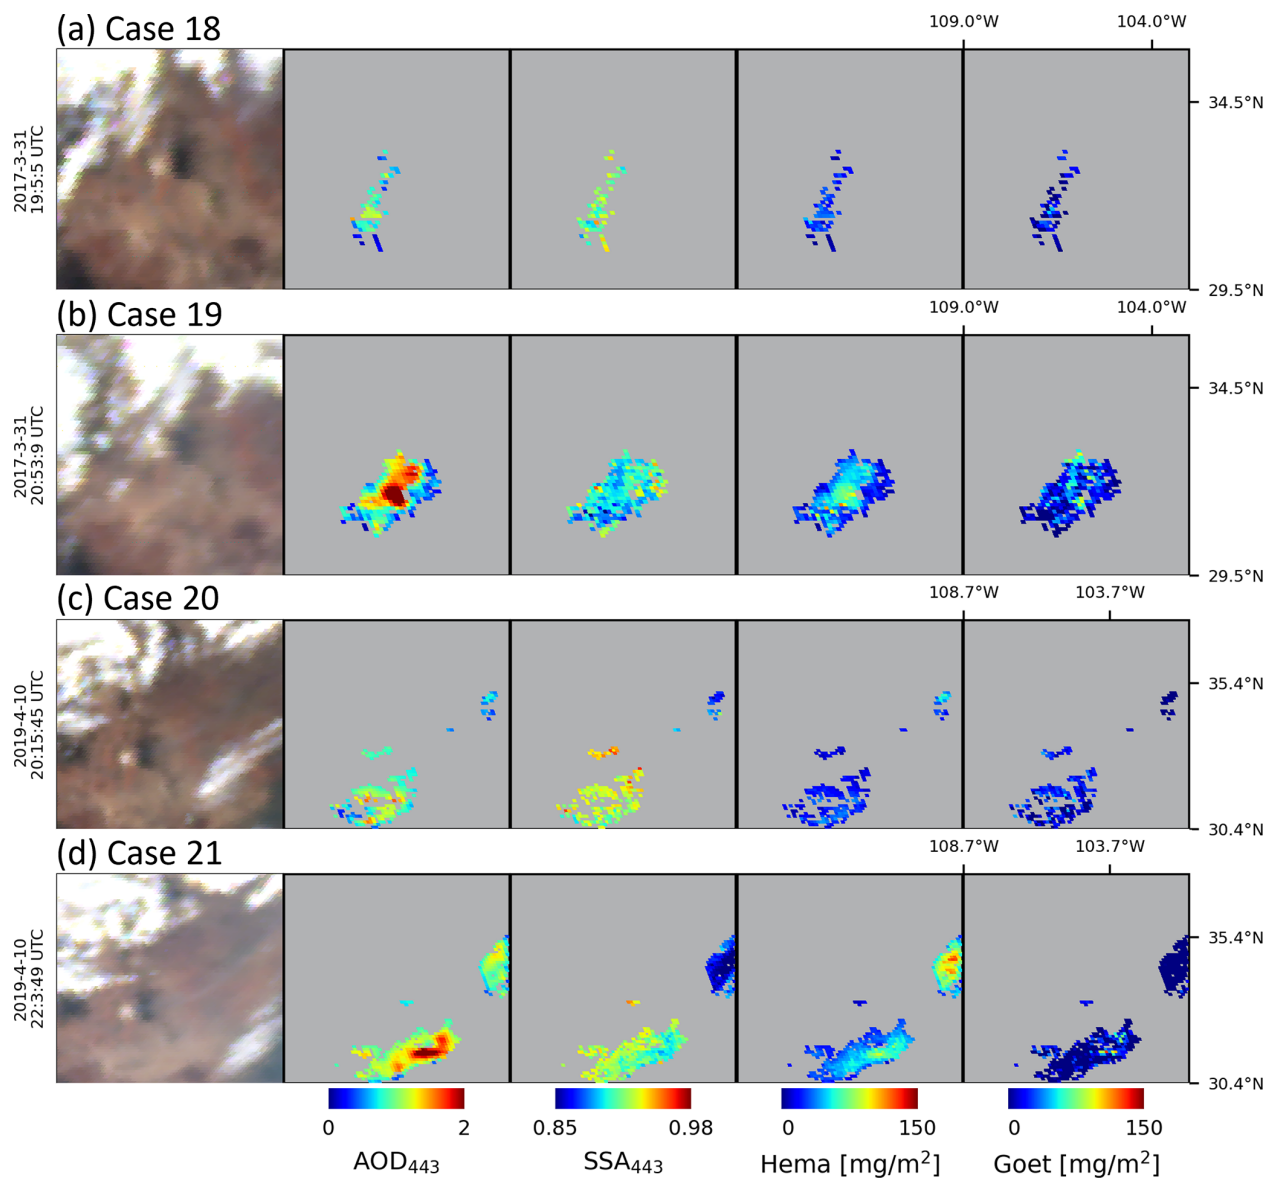 (a) Case 18
109.0°W 104.0°W
2017-3-31
19:5:5 UTC
34.5°N
29.5°N
(b) Case 19
109.0°W 104.0°W
2017-3-31
20:53:9 UTC
34.5°N
29.5°N
(c) Case 20
108.7°W 103.7°W
2019-4-10
20:15:45 UTC
35.4°N
30.4°N
(d) Case 21
108.7°W 103.7°W
2019-4-10
22:3:49 UTC
35.4°N
30.4°N
0 2 0.85 0.98 0 150 0 150
AOD₄₄₃ SSA₄₄₃ Hema [mg/m²] Goet [mg/m²]